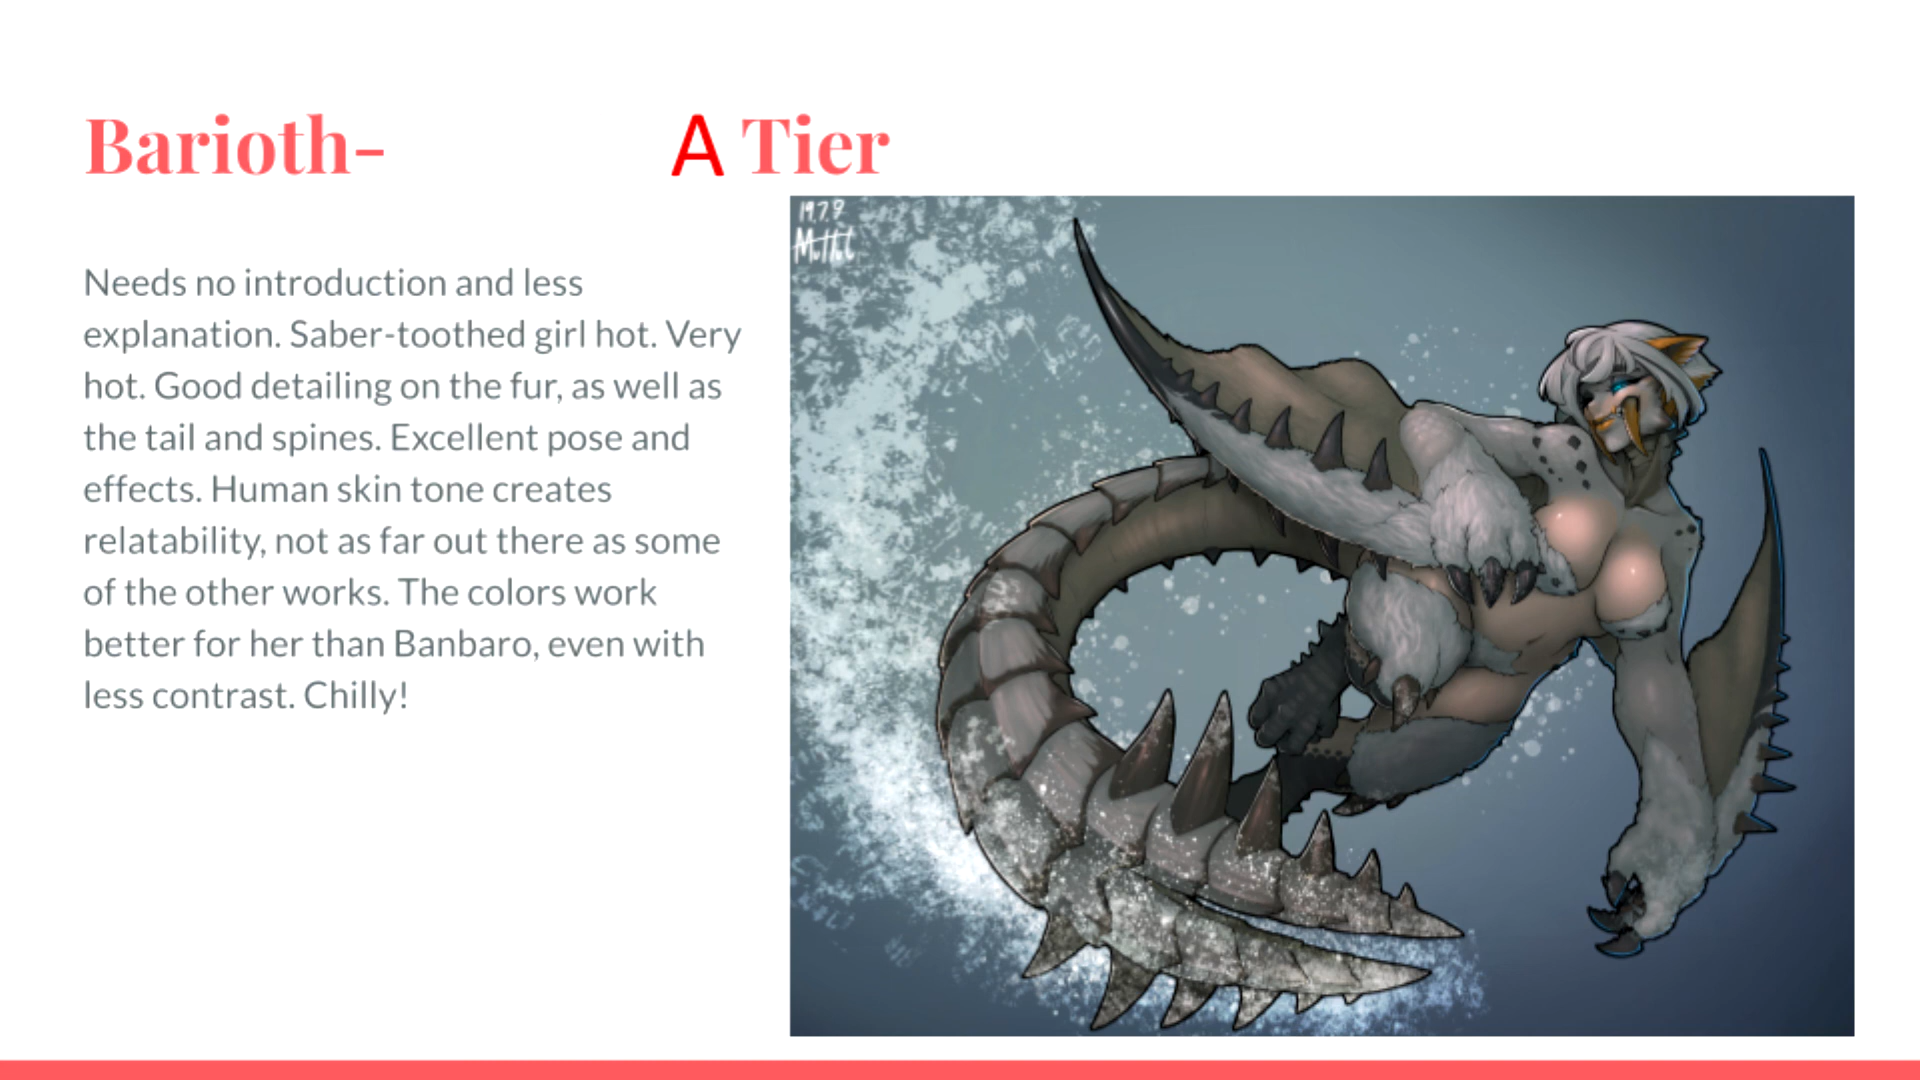 Barioth- A Tier
Needs no introduction and less
explanation. Saber-toothed girl hot. Very
hot. Good detailing on the fur, as well as
the tail and spines. Excellent pose and
effects. Human skin tone creates
relatability, not as far out there as some
of the other works. The colors work
better for her than Banbaro, even with
less contrast. Chilly!
19.7.9